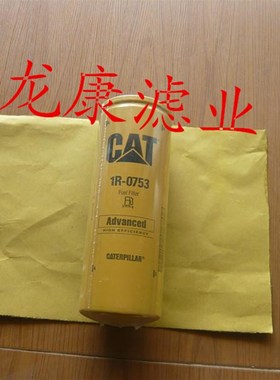 龙康滤业
CAT
1R-0753
Fuel Filter
Advanced
HIGH EFFICIENCY
CATERPILLAR